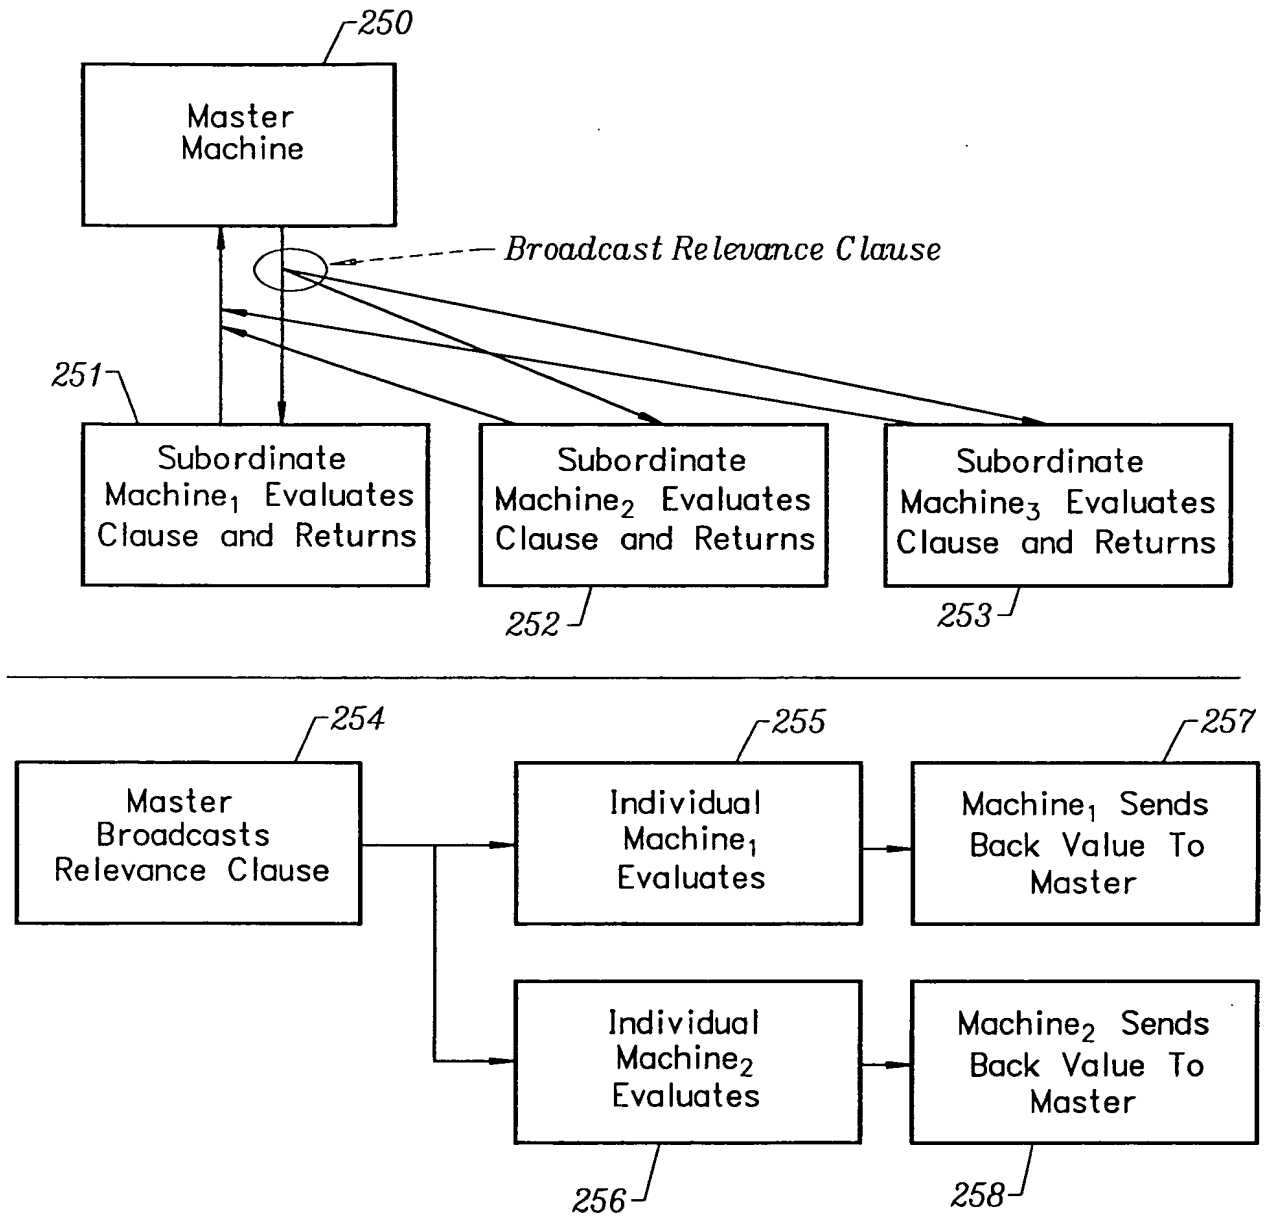 250
Master
Machine
Broadcast Relevance Clause
251
Subordinate
Machine₁ Evaluates
Clause and Returns
Subordinate
Machine₂ Evaluates
Clause and Returns
Subordinate
Machine₃ Evaluates
Clause and Returns
252
253
254
255
257
Master
Broadcasts
Relevance Clause
Individual
Machine₁
Evaluates
Machine₁ Sends
Back Value To
Master
Individual
Machine₂
Evaluates
Machine₂ Sends
Back Value To
Master
256
258